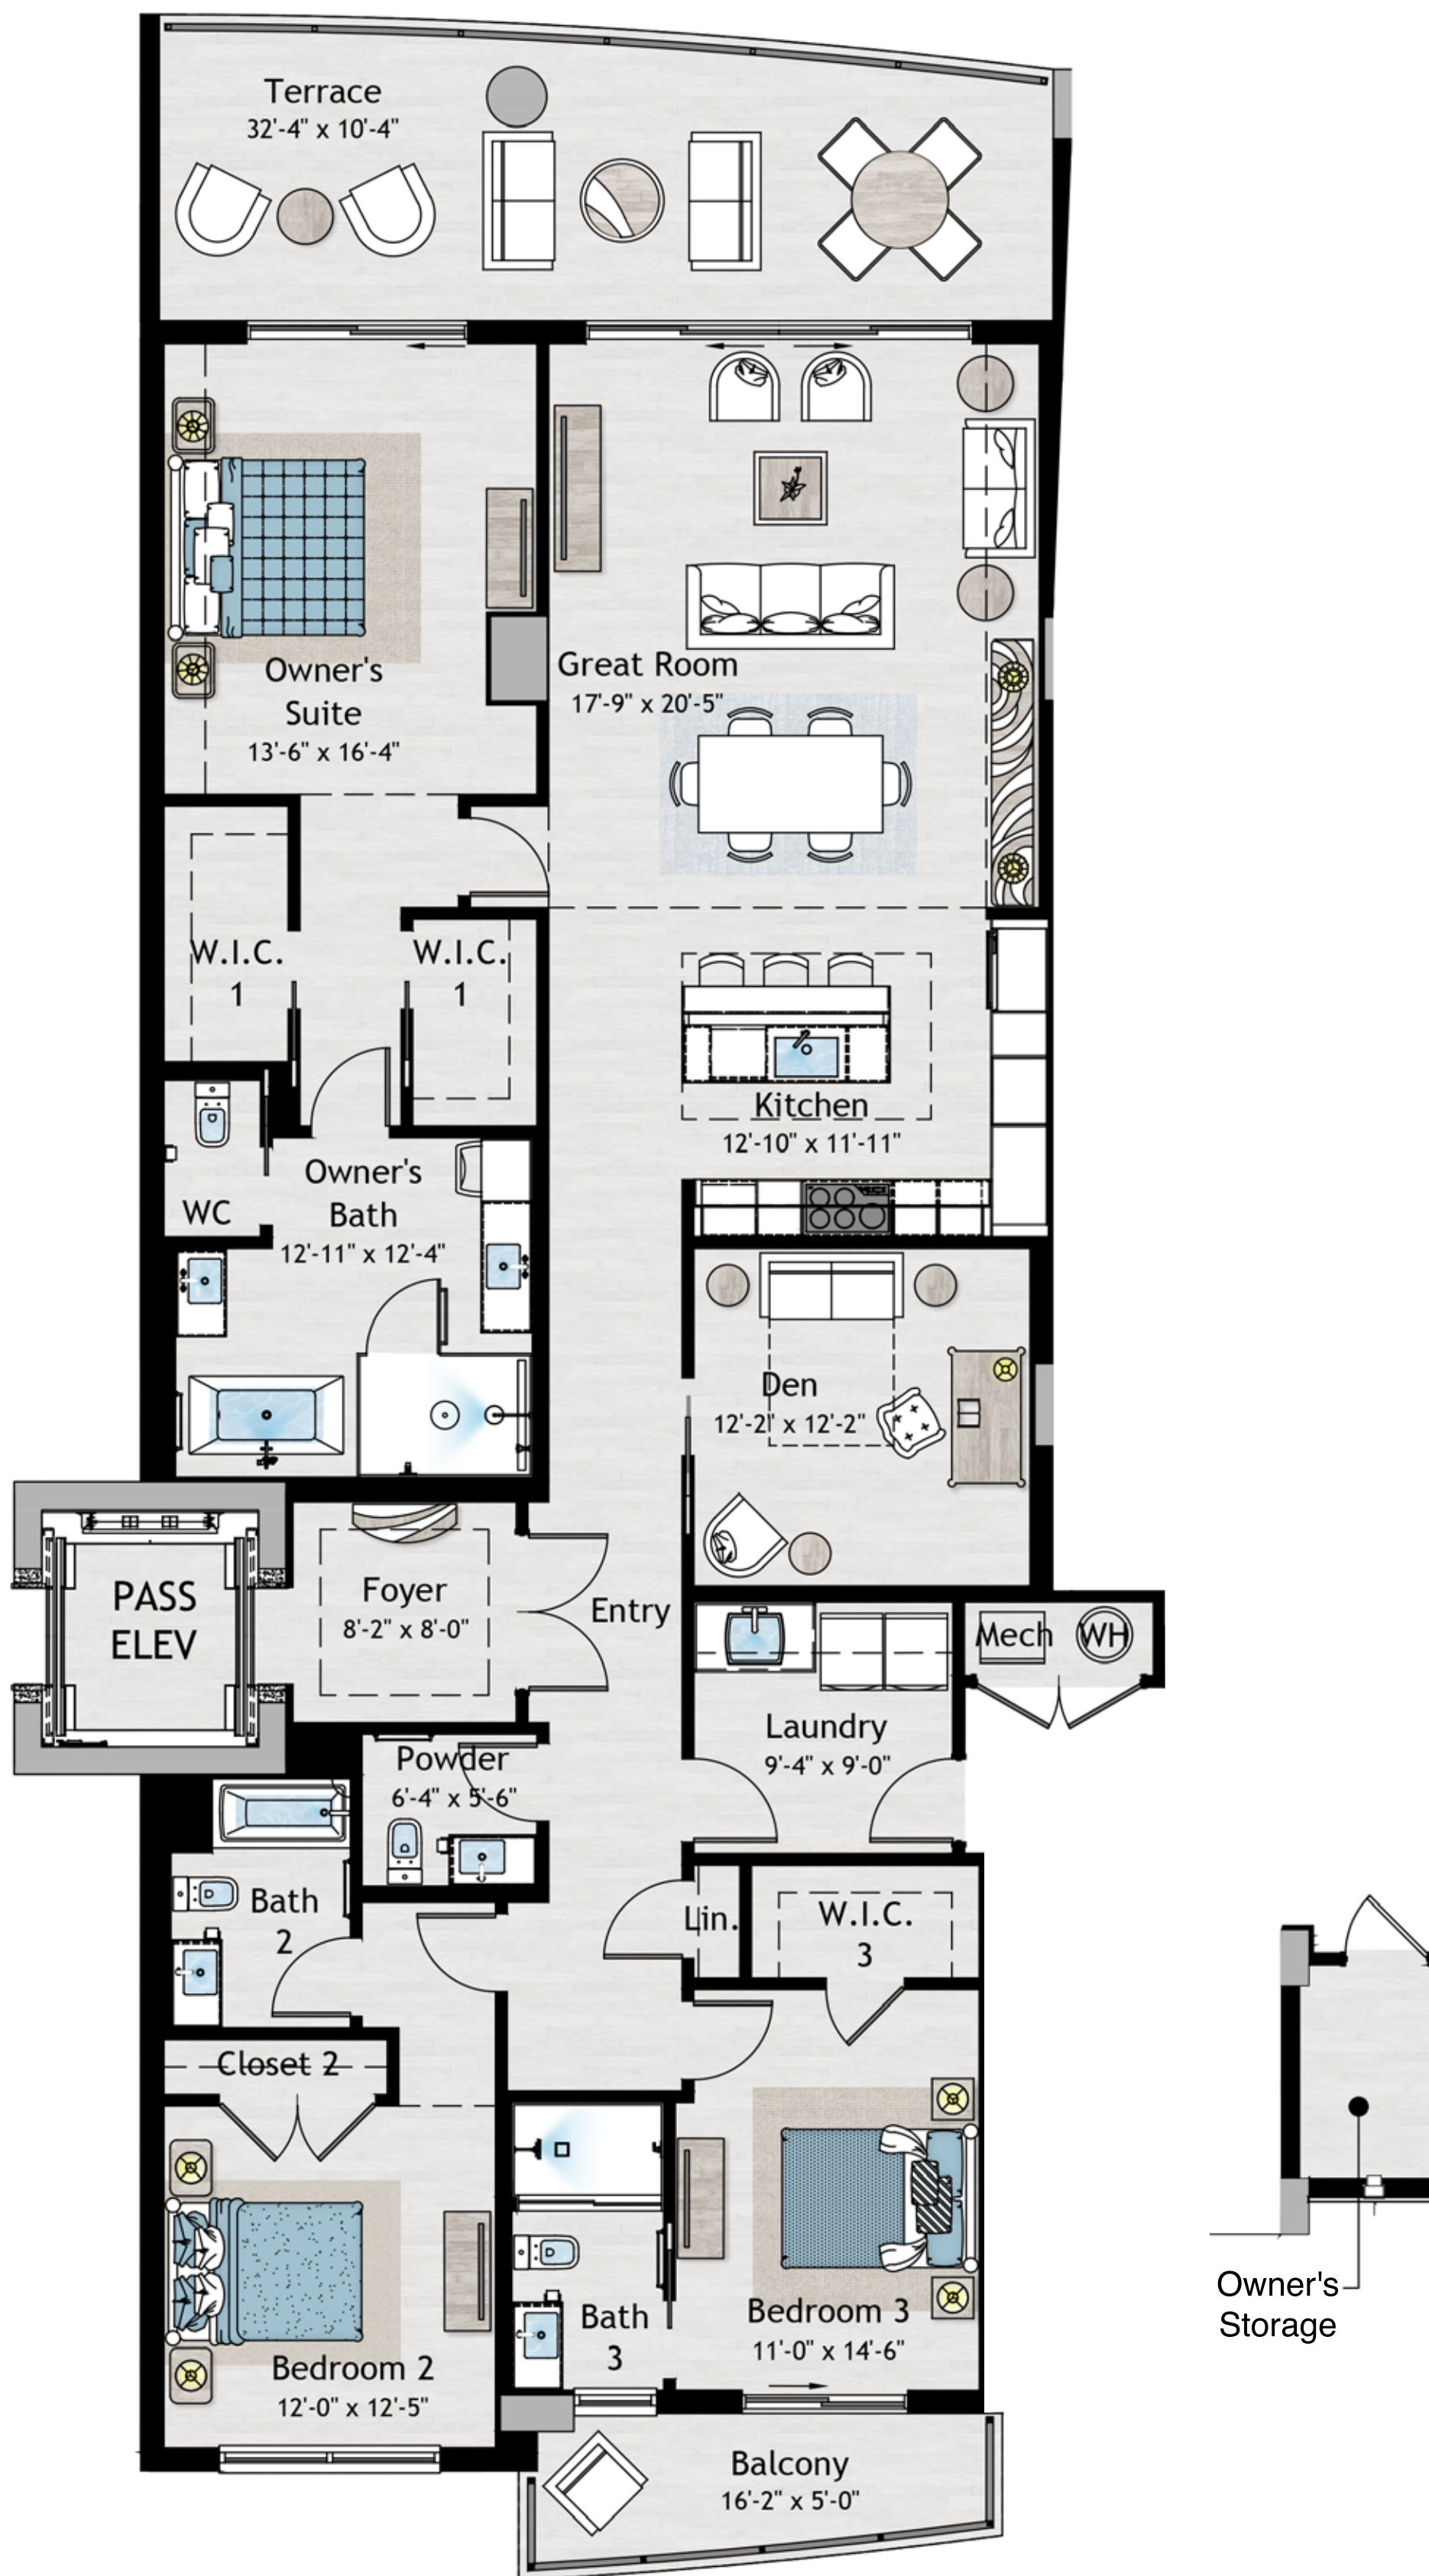 Terrace
32'-4" x 10'-4"
Owner's
Suite
13'-6" x 16'-4"
Great Room
17'-9" x 20'-5"
W.I.C.
1
W.I.C.
1
Kitchen
12'-10" x 11'-11"
WC
Owner's
Bath
12'-11" x 12'-4"
Den
12'-2" x 12'-2"
PASS
ELEV
Foyer
8'-2" x 8'-0"
Entry
Mech
WH
Laundry
9'-4" x 9'-0"
Powder
6'-4" x 5'-6"
Bath
2
Lin.
W.I.C.
3
Closet 2
Bedroom 2
12'-0" x 12'-5"
Bath
3
Bedroom 3
11'-0" x 14'-6"
Owner's
Storage
Balcony
16'-2" x 5'-0"